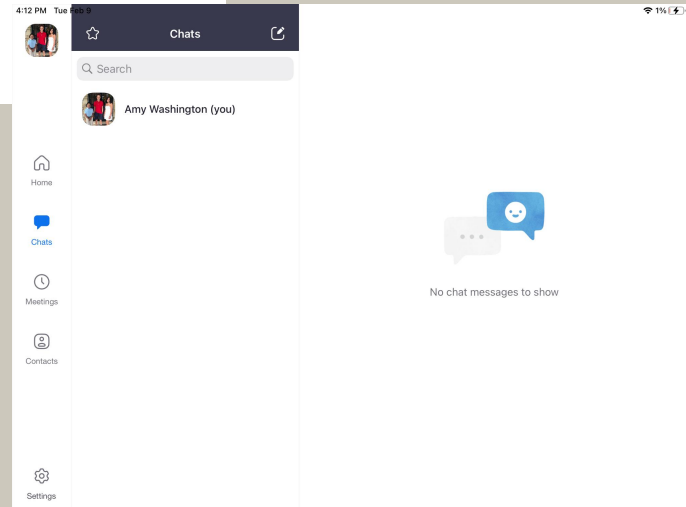 4:12 PM Tue Feb 9
1%
Chats
Search
Amy Washington (you)
Home
Chats
Meetings
Contacts
Settings
No chat messages to show